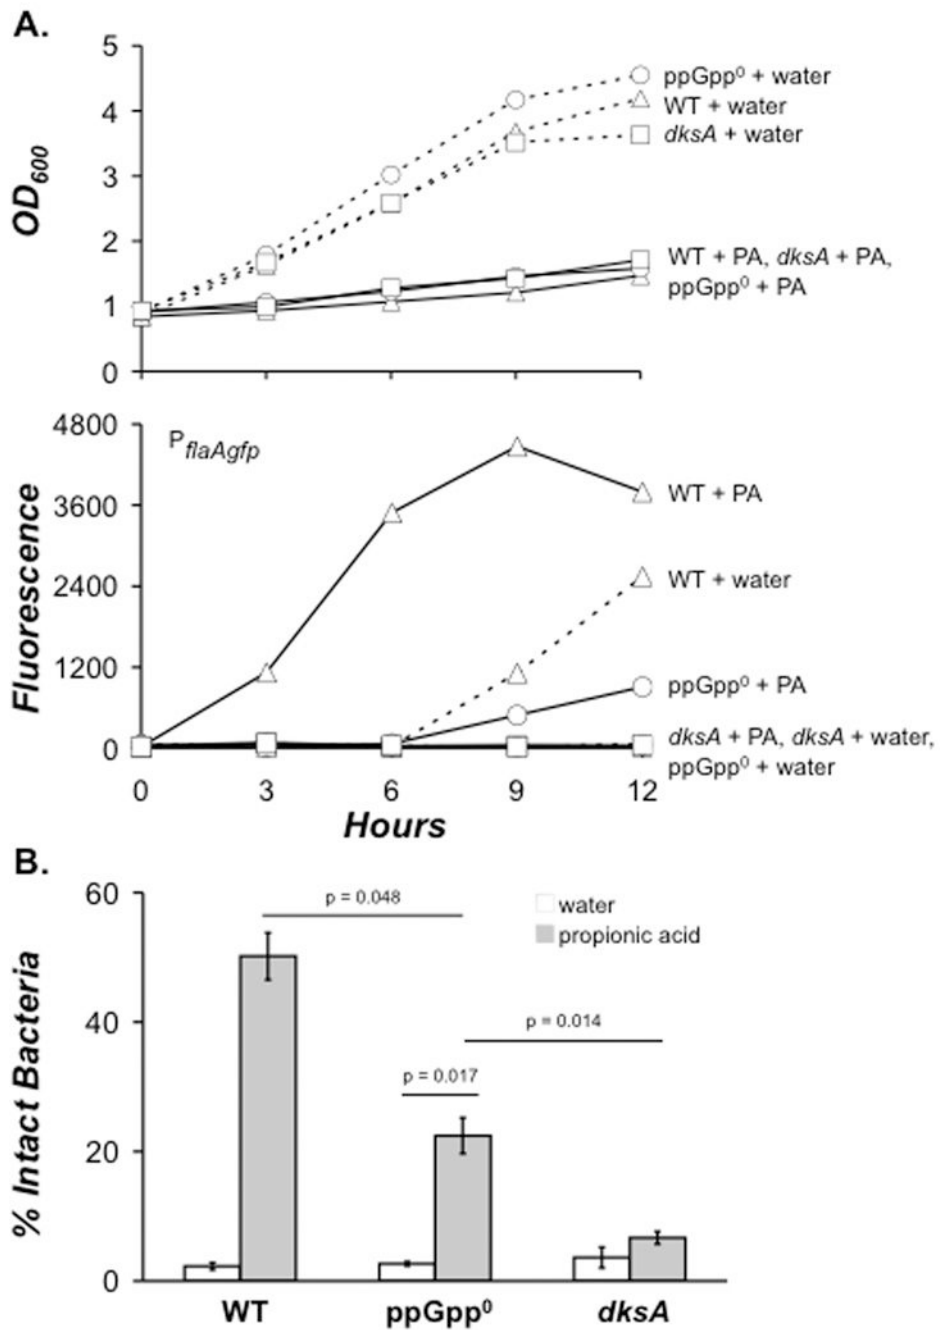 A.
5
4
3
2
1
0
OD600
ppGpp⁰ + water
WT + water
dksA + water
WT + PA, dksA + PA,
ppGpp⁰ + PA
4800
3600
2400
1200
0
Fluorescence
PflaAgfp
WT + PA
WT + water
ppGpp⁰ + PA
dksA + PA, dksA + water,
ppGpp⁰ + water
0 3 6 9 12
Hours
B.
60
40
20
0
% Intact Bacteria
p = 0.048
water
propionic acid
p = 0.014
p = 0.017
WT ppGpp⁰ dksA